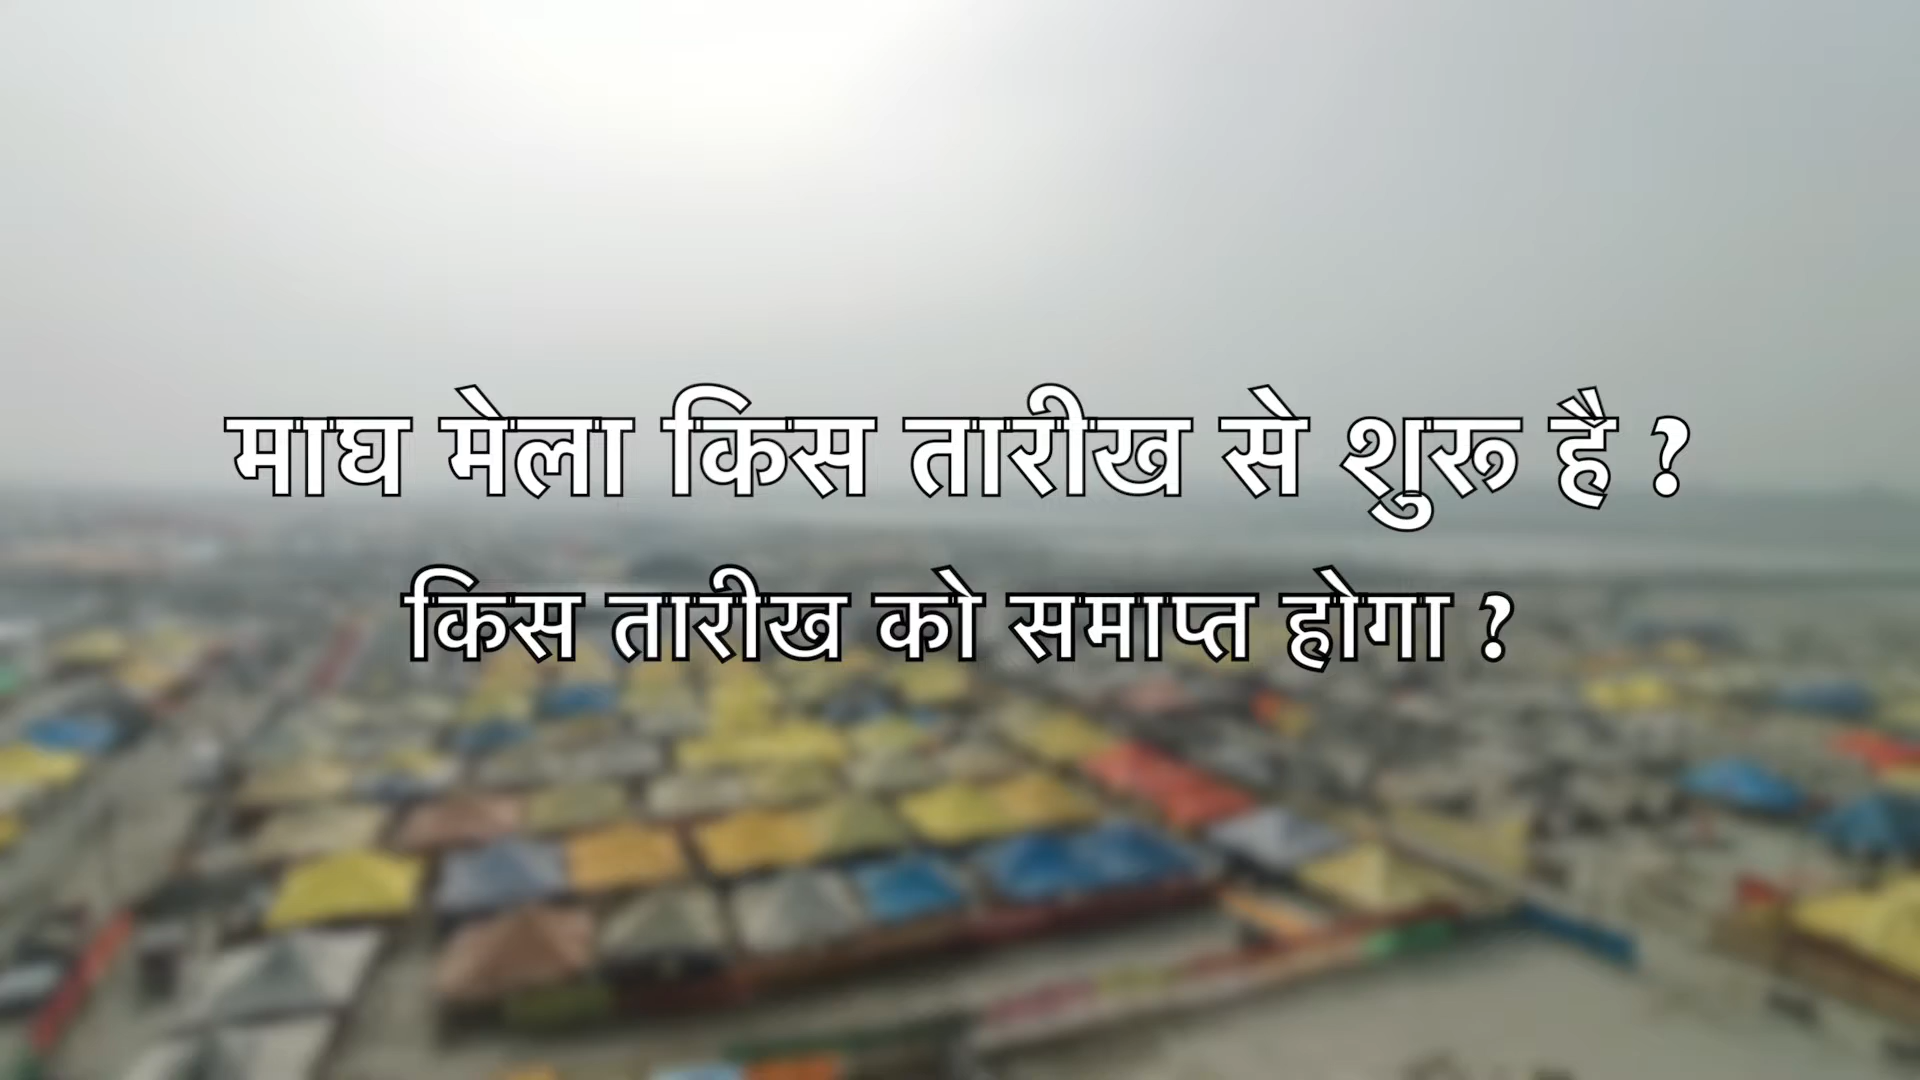 माघ मेला किस तारीख से शुरू है ?
किस तारीख को समाप्त होगा ?